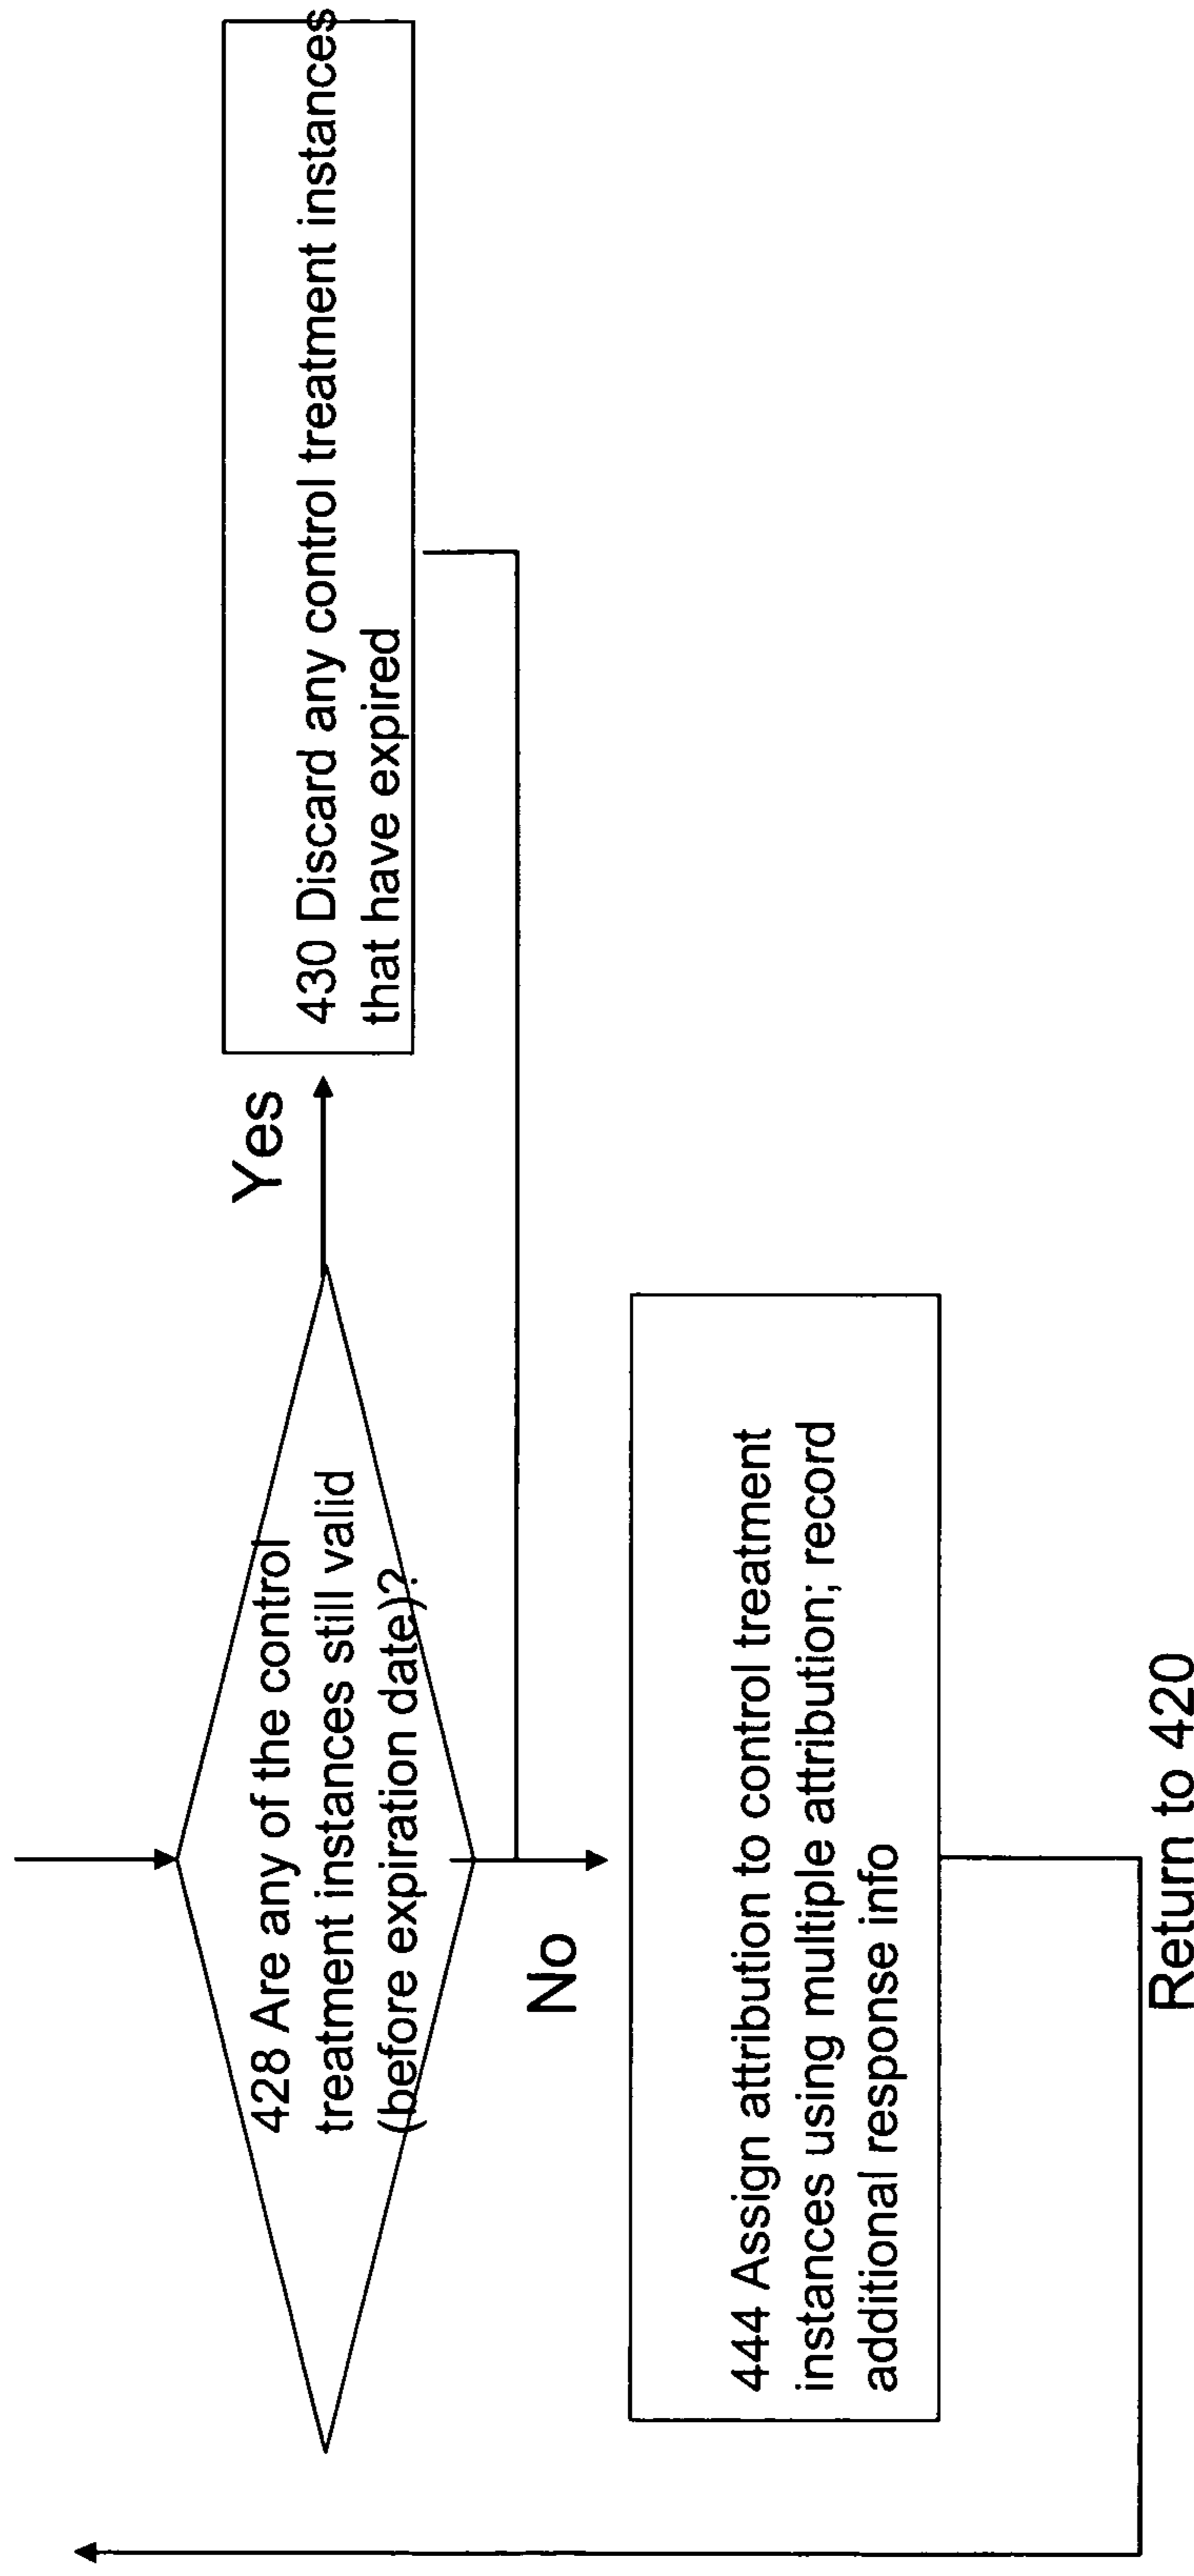 428 Are any of the control
treatment instances still valid
(before expiration date)?
Yes
430 Discard any control treatment instances
that have expired
No
444 Assign attribution to control treatment
instances using multiple attribution; record
additional response info
Return to 420